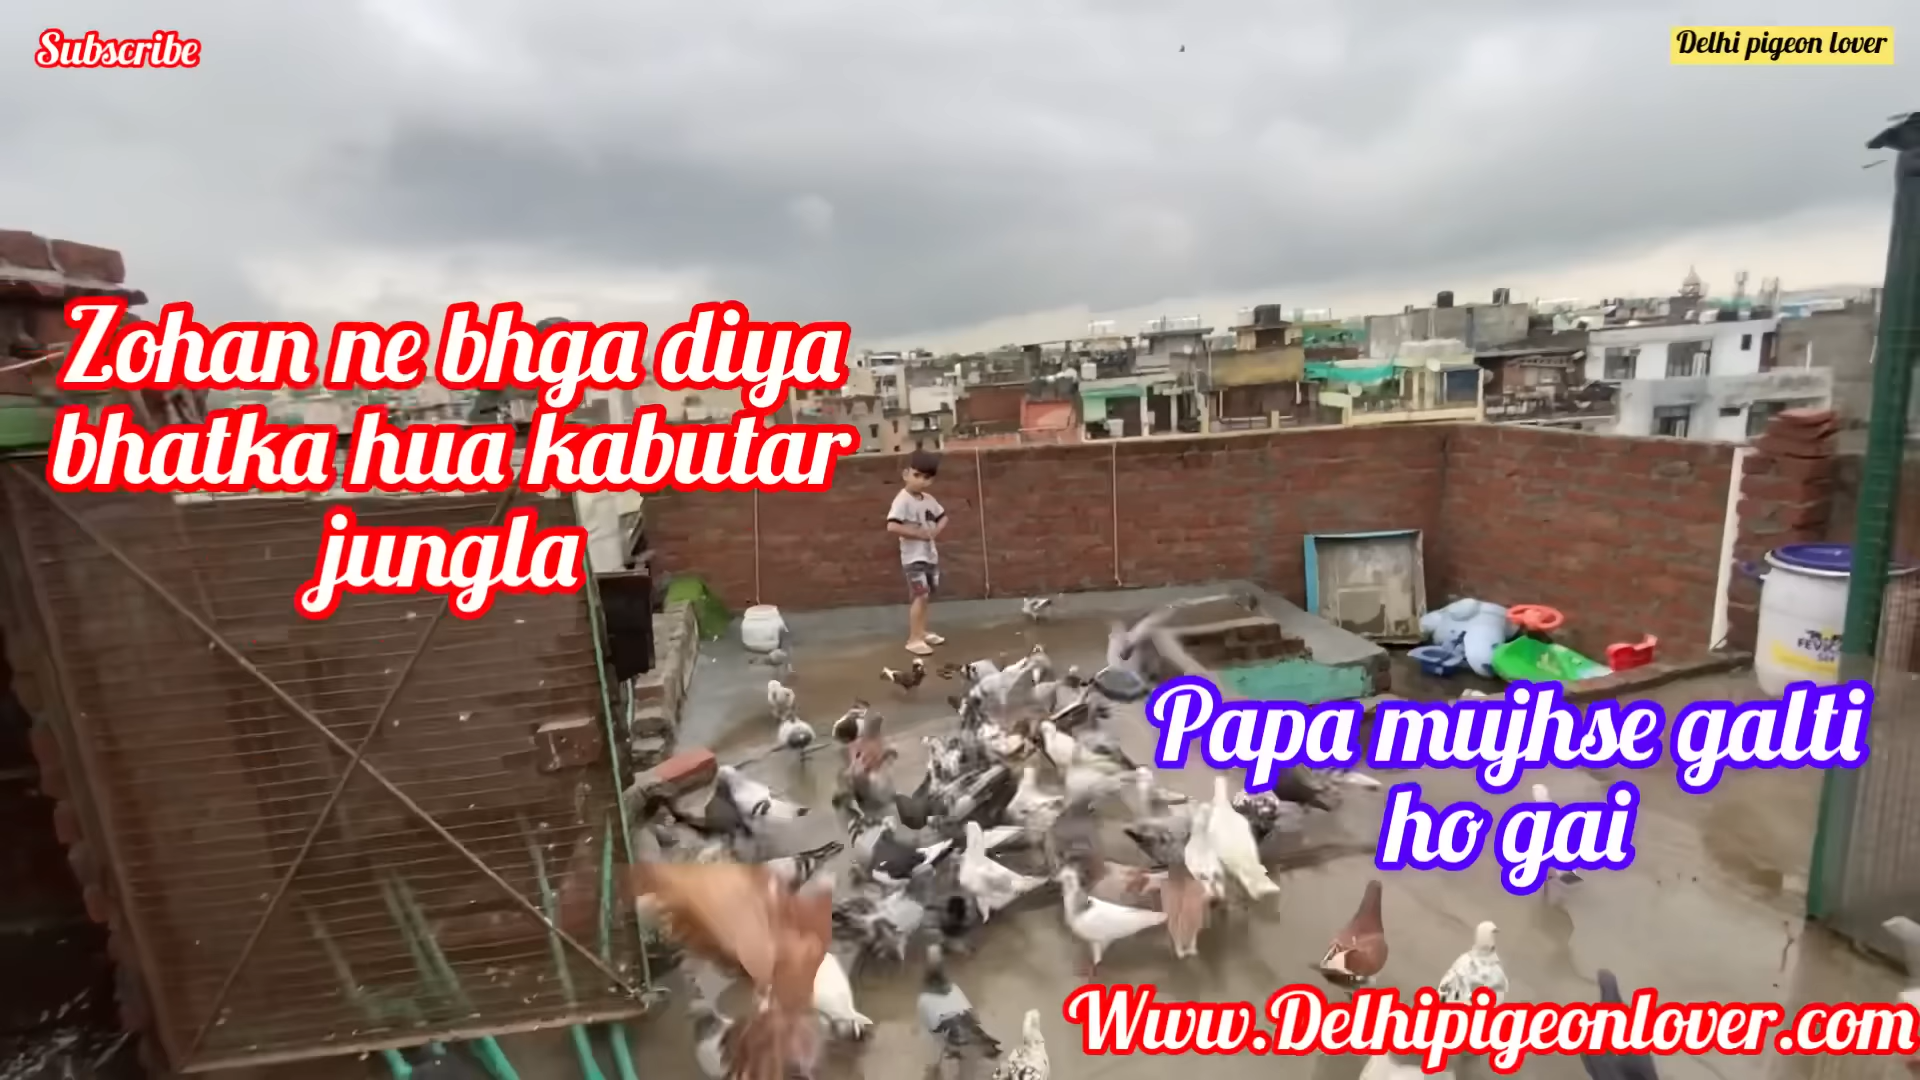 Subscribe
Delhi pigeon lover
Zohan ne bhga diya
bhatka hua kabutar
jungla
Papa mujhse galti
ho gai
FEVICOL
Www.Delhipigeonlover.com